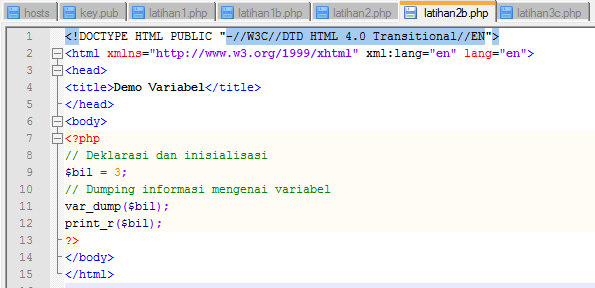 hosts key.pub latihan1.php latihan1b.php latihan2.php latihan2b.php latihan3c.php
1 <!DOCTYPE HTML PUBLIC "-//W3C//DTD HTML 4.0 Transitional//EN">
2 <html xmlns="http://www.w3.org/1999/xhtml" xml:lang="en" lang="en">
3 <head>
4 <title>Demo Variabel</title>
5 </head>
6 <body>
7 <?php
8 // Deklarasi dan inisialisasi
9 $bil = 3;
10 // Dumping informasi mengenai variabel
11 var_dump($bil);
12 print_r($bil);
13 ?>
14 </body>
15 </html>